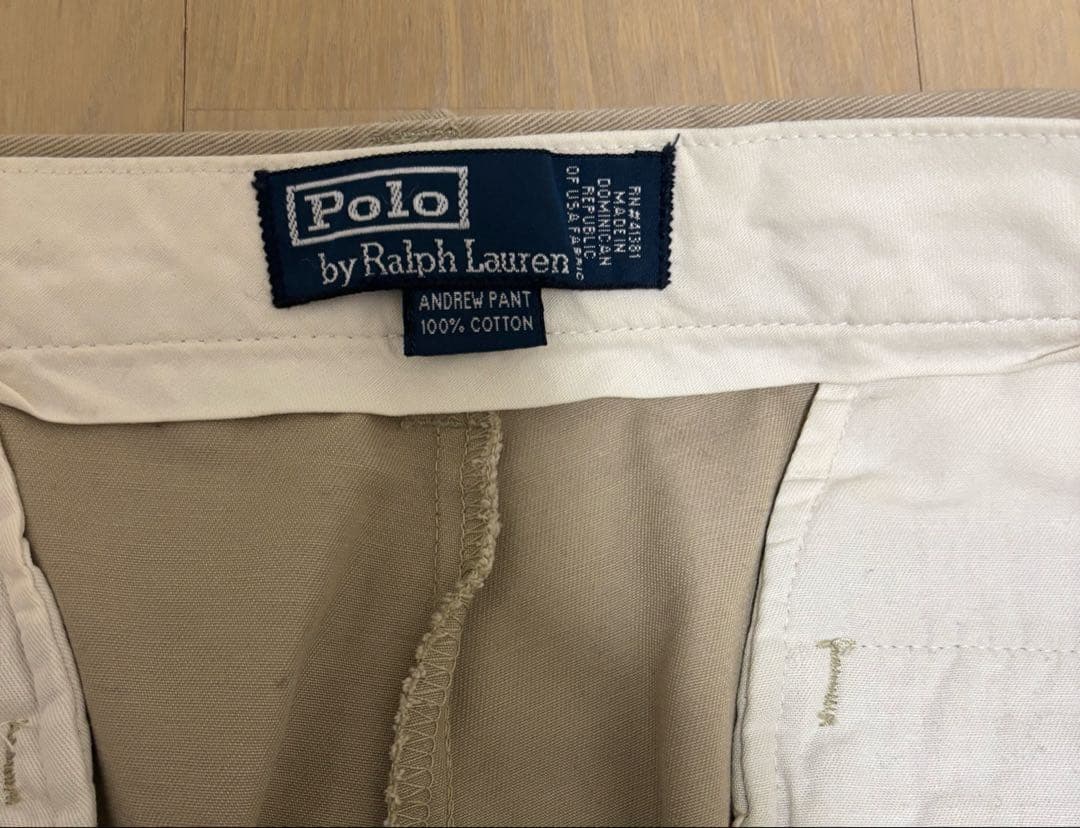 Polo
by Ralph Lauren
ANDREW PANT
100% COTTON
RN#41381
MADE IN
DOMINICAN
REPUBLIC
OF USA FABRIC